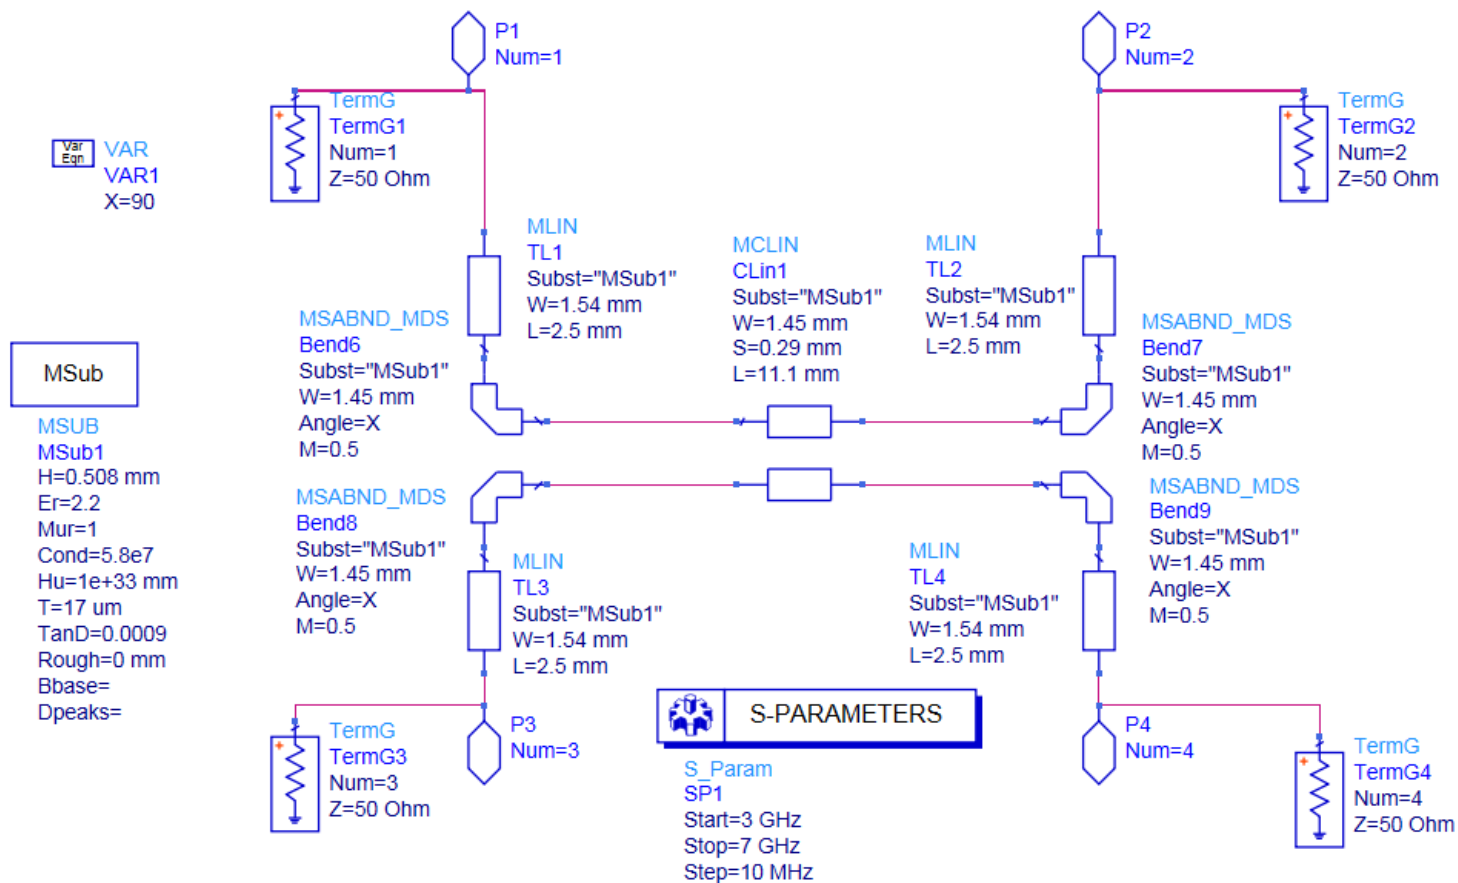 P1
Num=1
P2
Num=2
TermG
TermG1
Num=1
Z=50 Ohm
TermG
TermG2
Num=2
Z=50 Ohm
Var
Eqn
VAR
VAR1
X=90
MLIN
TL1
Subst="MSub1"
W=1.54 mm
L=2.5 mm
MCLIN
CLin1
Subst="MSub1"
W=1.45 mm
S=0.29 mm
L=11.1 mm
MLIN
TL2
Subst="MSub1"
W=1.54 mm
L=2.5 mm
MSABND_MDS
Bend6
Subst="MSub1"
W=1.45 mm
Angle=X
M=0.5
MSABND_MDS
Bend7
Subst="MSub1"
W=1.45 mm
Angle=X
M=0.5
MSub
MSUB
MSub1
H=0.508 mm
Er=2.2
Mur=1
Cond=5.8e7
Hu=1e+33 mm
T=17 um
TanD=0.0009
Rough=0 mm
Bbase=
Dpeaks=
MSABND_MDS
Bend8
Subst="MSub1"
W=1.45 mm
Angle=X
M=0.5
MLIN
TL3
Subst="MSub1"
W=1.54 mm
L=2.5 mm
MLIN
TL4
Subst="MSub1"
W=1.54 mm
L=2.5 mm
MSABND_MDS
Bend9
Subst="MSub1"
W=1.45 mm
Angle=X
M=0.5
TermG
TermG3
Num=3
Z=50 Ohm
P3
Num=3
S-PARAMETERS
S_Param
SP1
Start=3 GHz
Stop=7 GHz
Step=10 MHz
P4
Num=4
TermG
TermG4
Num=4
Z=50 Ohm